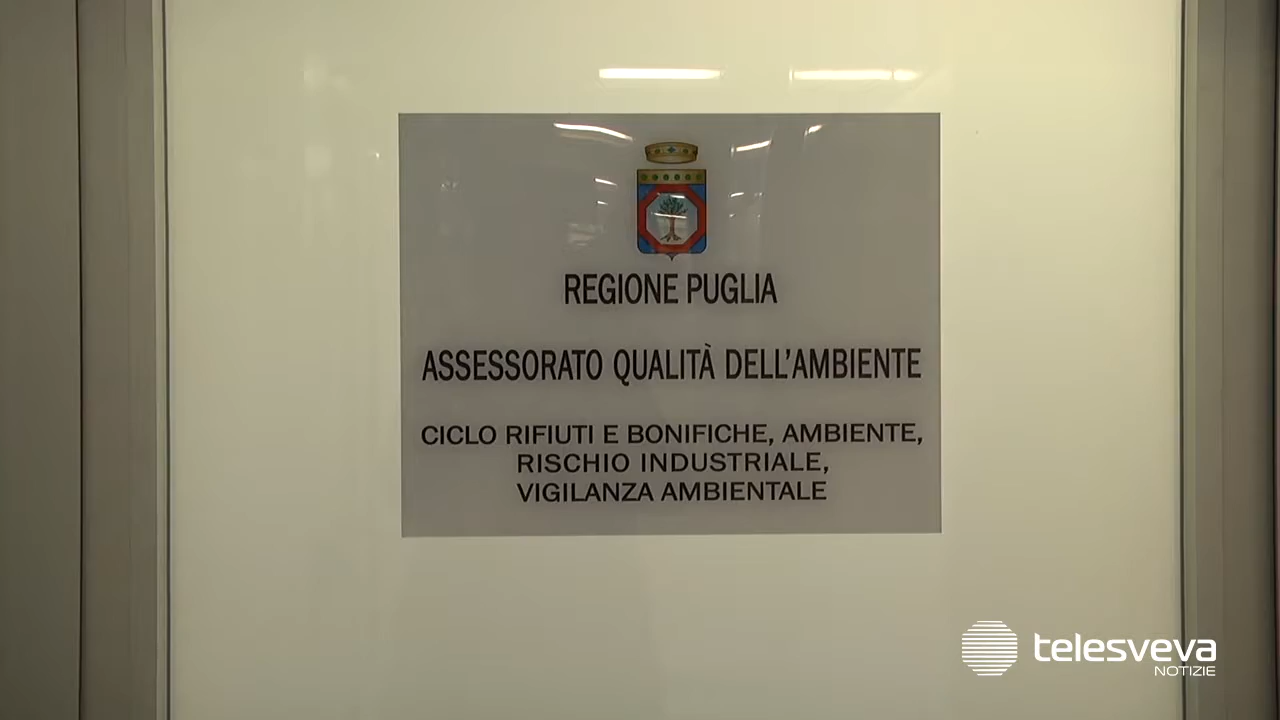 REGIONE PUGLIA
ASSESSORATO QUALITÀ DELL'AMBIENTE
CICLO RIFIUTI E BONIFICHE, AMBIENTE,
RISCHIO INDUSTRIALE,
VIGILANZA AMBIENTALE
telesveva
NOTIZIE